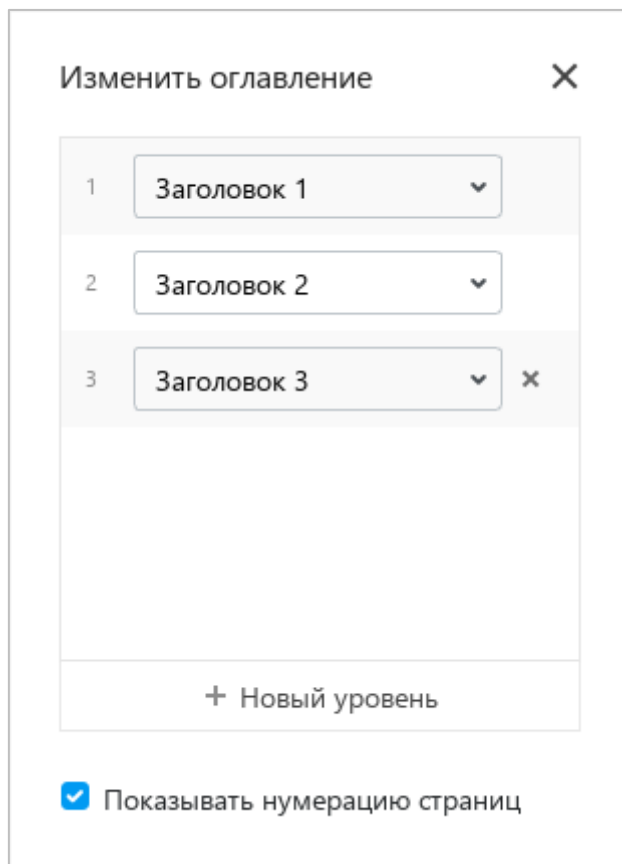 Изменить оглавление
1 Заголовок 1
2 Заголовок 2
3 Заголовок 3
+ Новый уровень
Показывать нумерацию страниц